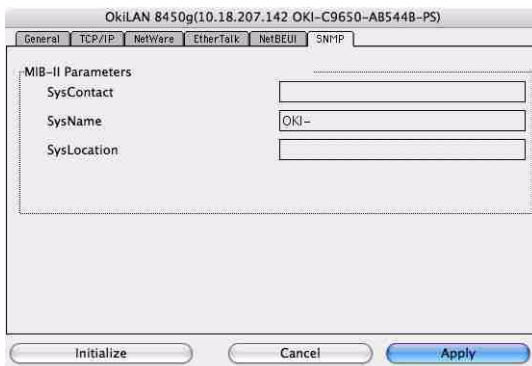 OkiLAN 8450g(10.18.207.142 OKI-C9650-AB544B-PS)
General TCP/IP NetWare EtherTalk NetBEUI SNMP
MIB-II Parameters
SysContact
SysName OKI-
SysLocation
Initialize Cancel Apply